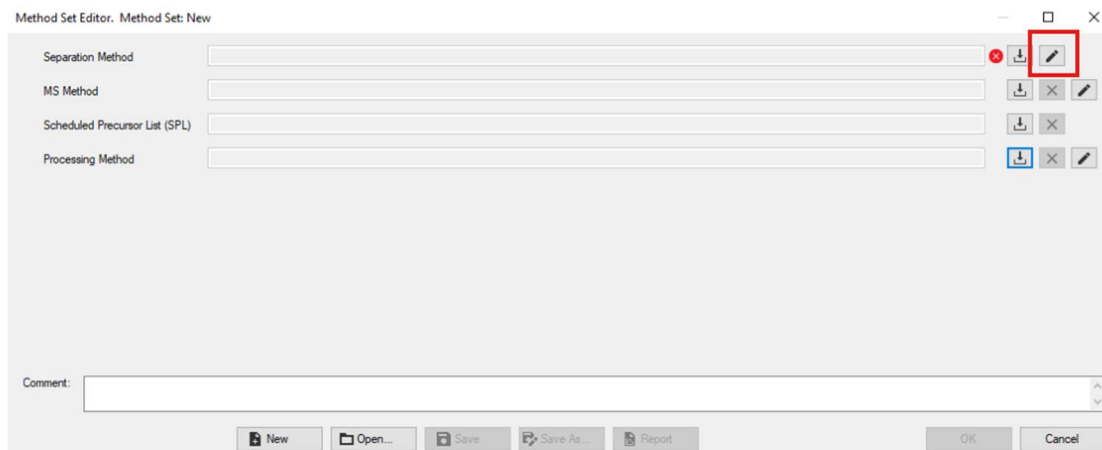 Method Set Editor. Method Set: New
Separation Method
MS Method
Scheduled Precursor List (SPL)
Processing Method
Comment:
New Open... Save Save As... Report OK Cancel